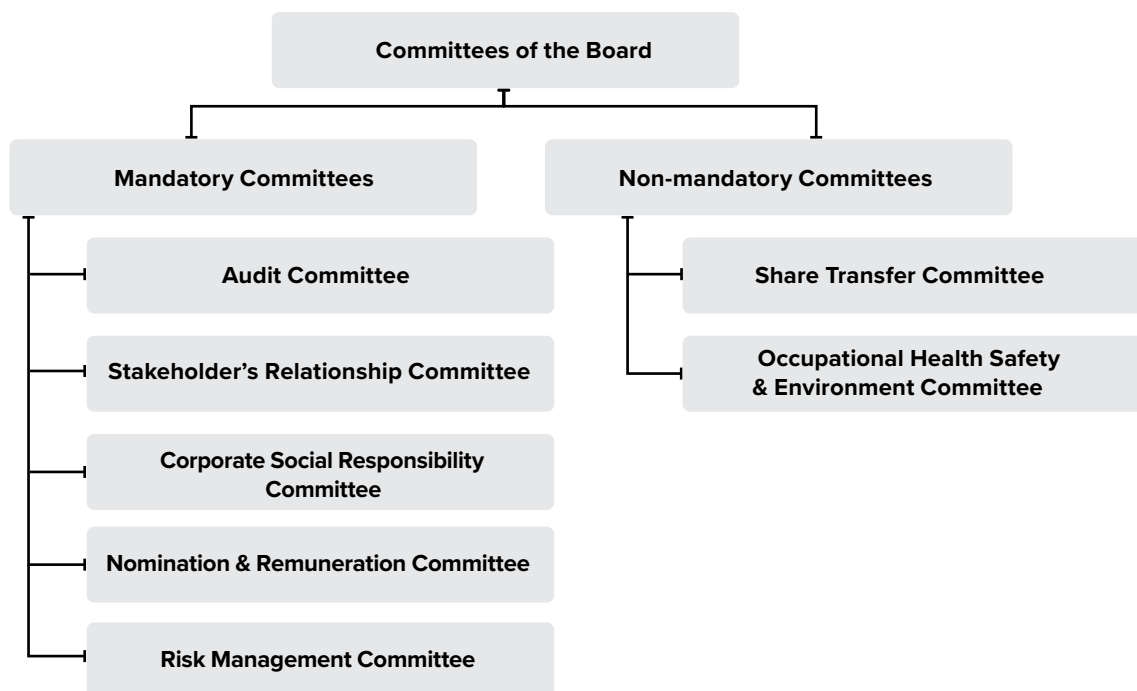 Committees of the Board
Mandatory Committees
Non-mandatory Committees
Audit Committee
Stakeholder’s Relationship Committee
Corporate Social Responsibility
Committee
Nomination & Remuneration Committee
Risk Management Committee
Share Transfer Committee
Occupational Health Safety
& Environment Committee